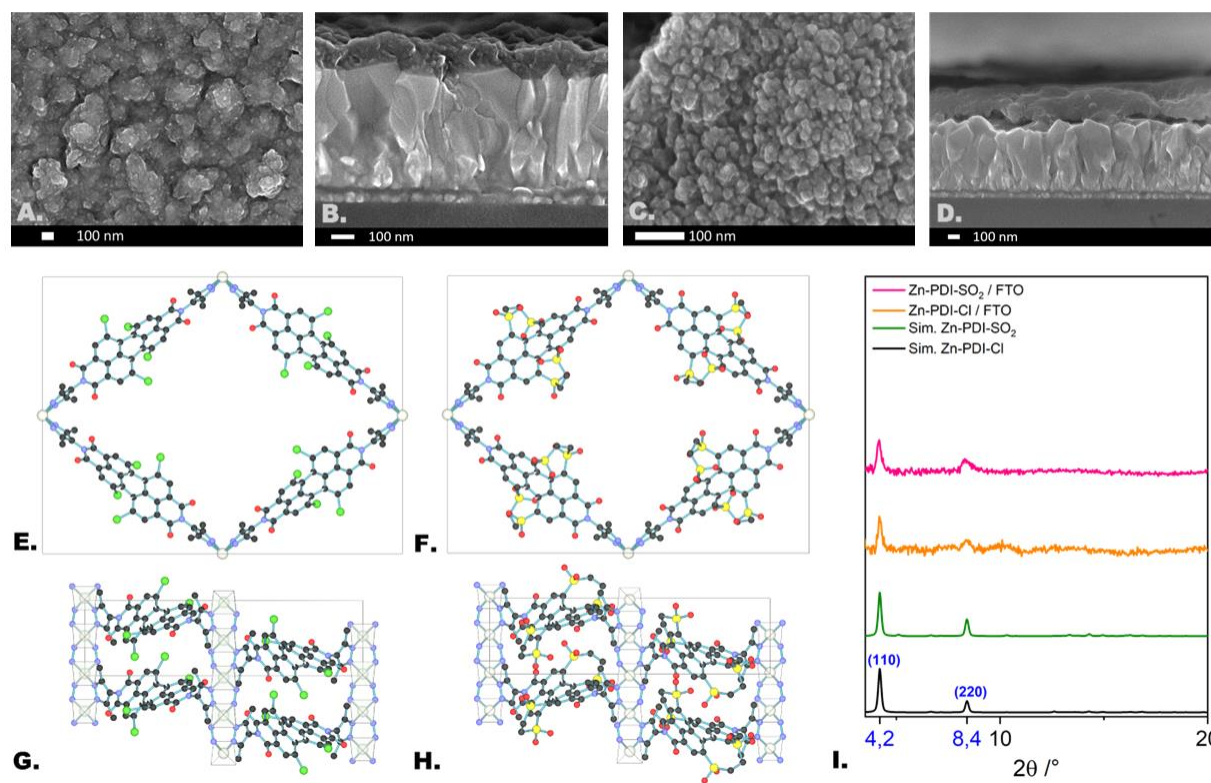 A.
100 nm
B.
100 nm
C.
100 nm
D.
100 nm
E.
F.
G.
H.
Zn-PDI-SO₂ / FTO
Zn-PDI-Cl / FTO
Sim. Zn-PDI-SO₂
Sim. Zn-PDI-Cl
(110)
(220)
4,2
8,4
10
20
I.
2θ /°